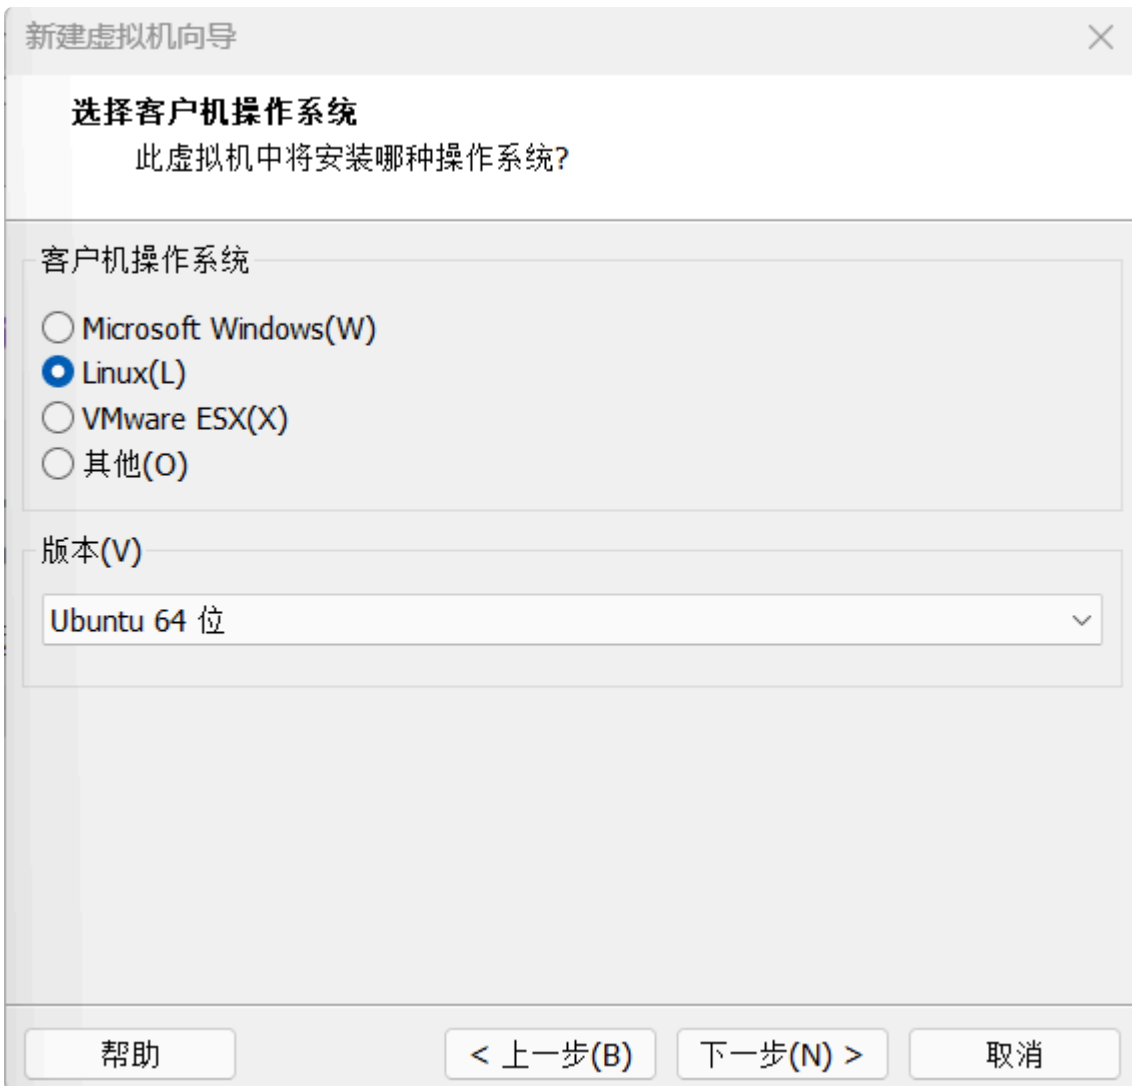 新建虚拟机向导
选择客户机操作系统
此虚拟机中将安装哪种操作系统?
客户机操作系统
Microsoft Windows(W)
Linux(L)
VMware ESX(X)
其他(O)
版本(V)
Ubuntu 64 位
帮助
< 上一步(B)
下一步(N) >
取消